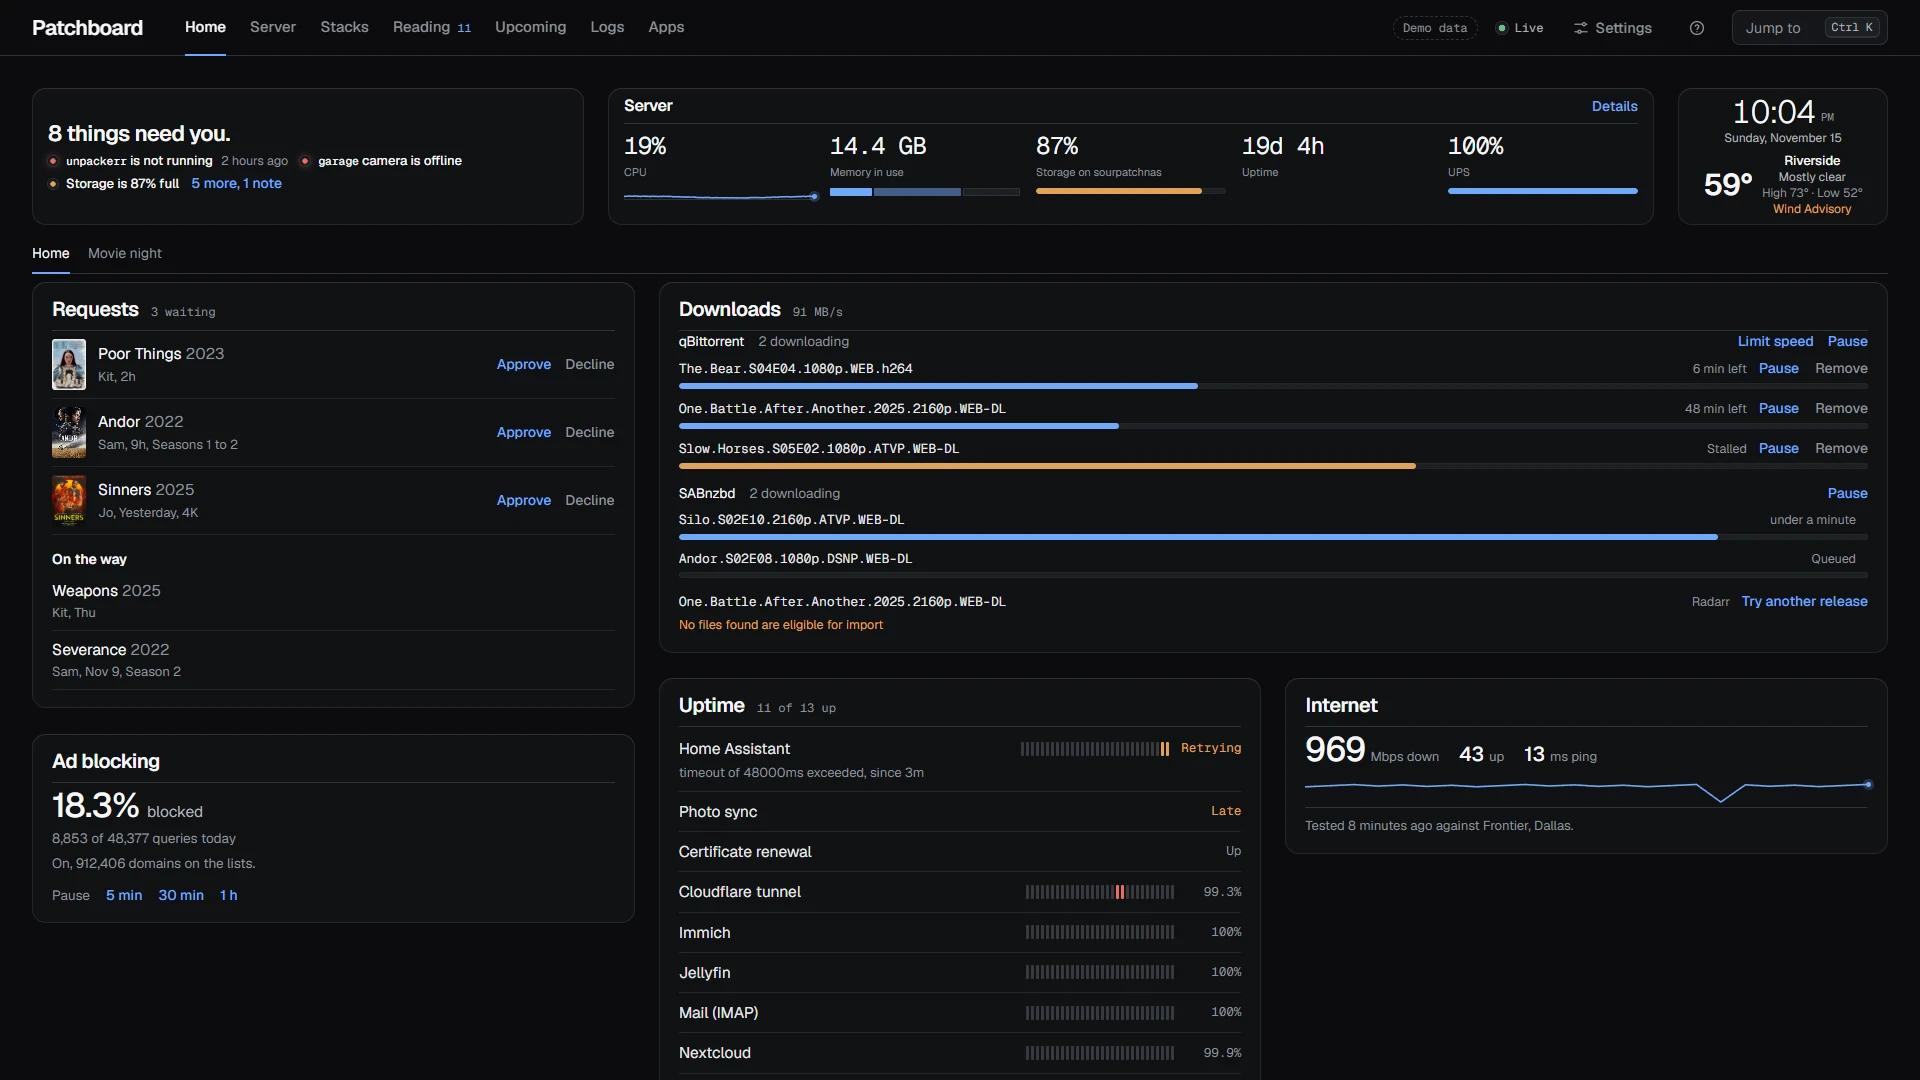 Patchboard
Home Server Stacks Reading 11 Upcoming Logs Apps
Demo data Live Settings Jump to Ctrl K
8 things need you.
unpackerr is not running 2 hours ago garage camera is offline
Storage is 87% full 5 more, 1 note
Server Details
19% 14.4 GB 87% 19d 4h 100%
CPU Memory in use Storage on sourpatchnas Uptime UPS
10:04 PM
Sunday, November 15
59°
Riverside
Mostly clear
High 73° · Low 52°
Wind Advisory
Home Movie night
Requests 3 waiting
Poor Things 2023
Kit, 2h
Approve Decline
Andor 2022
Sam, 9h, Seasons 1 to 2
Approve Decline
SINNERS
Sinners 2025
Jo, Yesterday, 4K
Approve Decline
On the way
Weapons 2025
Kit, Thu
Severance 2022
Sam, Nov 9, Season 2
Ad blocking
18.3% blocked
8,853 of 48,377 queries today
On, 912,406 domains on the lists.
Pause 5 min 30 min 1 h
Downloads 91 MB/s
qBittorrent 2 downloading Limit speed Pause
The.Bear.S04E04.1080p.WEB.h264 6 min left Pause Remove
One.Battle.After.Another.2025.2160p.WEB-DL 48 min left Pause Remove
Slow.Horses.S05E02.1080p.ATVP.WEB-DL Stalled Pause Remove
SABnzbd 2 downloading Pause
Silo.S02E10.2160p.ATVP.WEB-DL under a minute
Andor.S02E08.1080p.DSNP.WEB-DL Queued
One.Battle.After.Another.2025.2160p.WEB-DL Radarr Try another release
No files found are eligible for import
Uptime 11 of 13 up
Home Assistant Retrying
timeout of 48000ms exceeded, since 3m
Photo sync Late
Certificate renewal Up
Cloudflare tunnel 99.3%
Immich 100%
Jellyfin 100%
Mail (IMAP) 100%
Nextcloud 99.9%
Internet
969 Mbps down 43 up 13 ms ping
Tested 8 minutes ago against Frontier, Dallas.